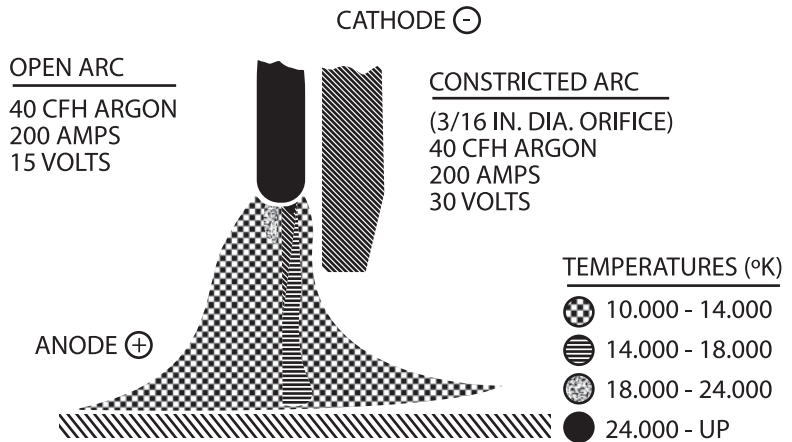 CATHODE ⊖
OPEN ARC
40 CFH ARGON
200 AMPS
15 VOLTS
CONSTRICTED ARC
(3/16 IN. DIA. ORIFICE)
40 CFH ARGON
200 AMPS
30 VOLTS
ANODE ⊕
TEMPERATURES (ºK)
10.000 - 14.000
14.000 - 18.000
18.000 - 24.000
24.000 - UP